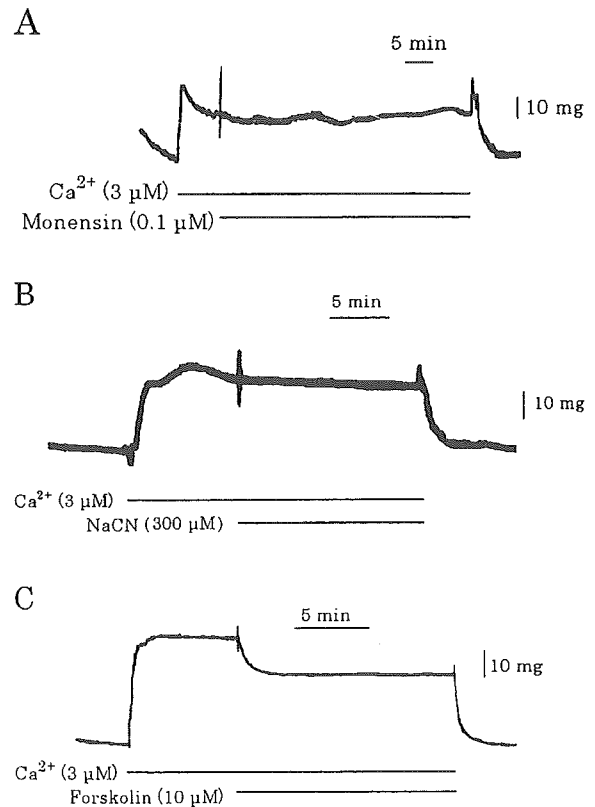 A
5 min
10 mg
Ca²⁺ (3 µM)
Monensin (0.1 µM)
B
5 min
10 mg
Ca²⁺ (3 µM)
NaCN (300 µM)
C
5 min
10 mg
Ca²⁺ (3 µM)
Forskolin (10 µM)